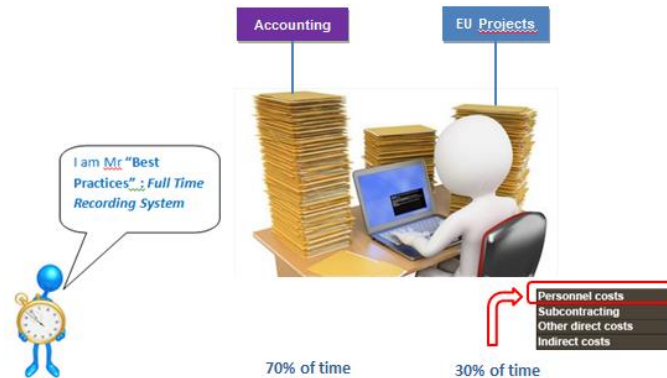 Accounting
EU Projects
I am Mr “Best
Practices” : Full Time
Recording System
Personnel costs
Subcontracting
Other direct costs
Indirect costs
70% of time
30% of time